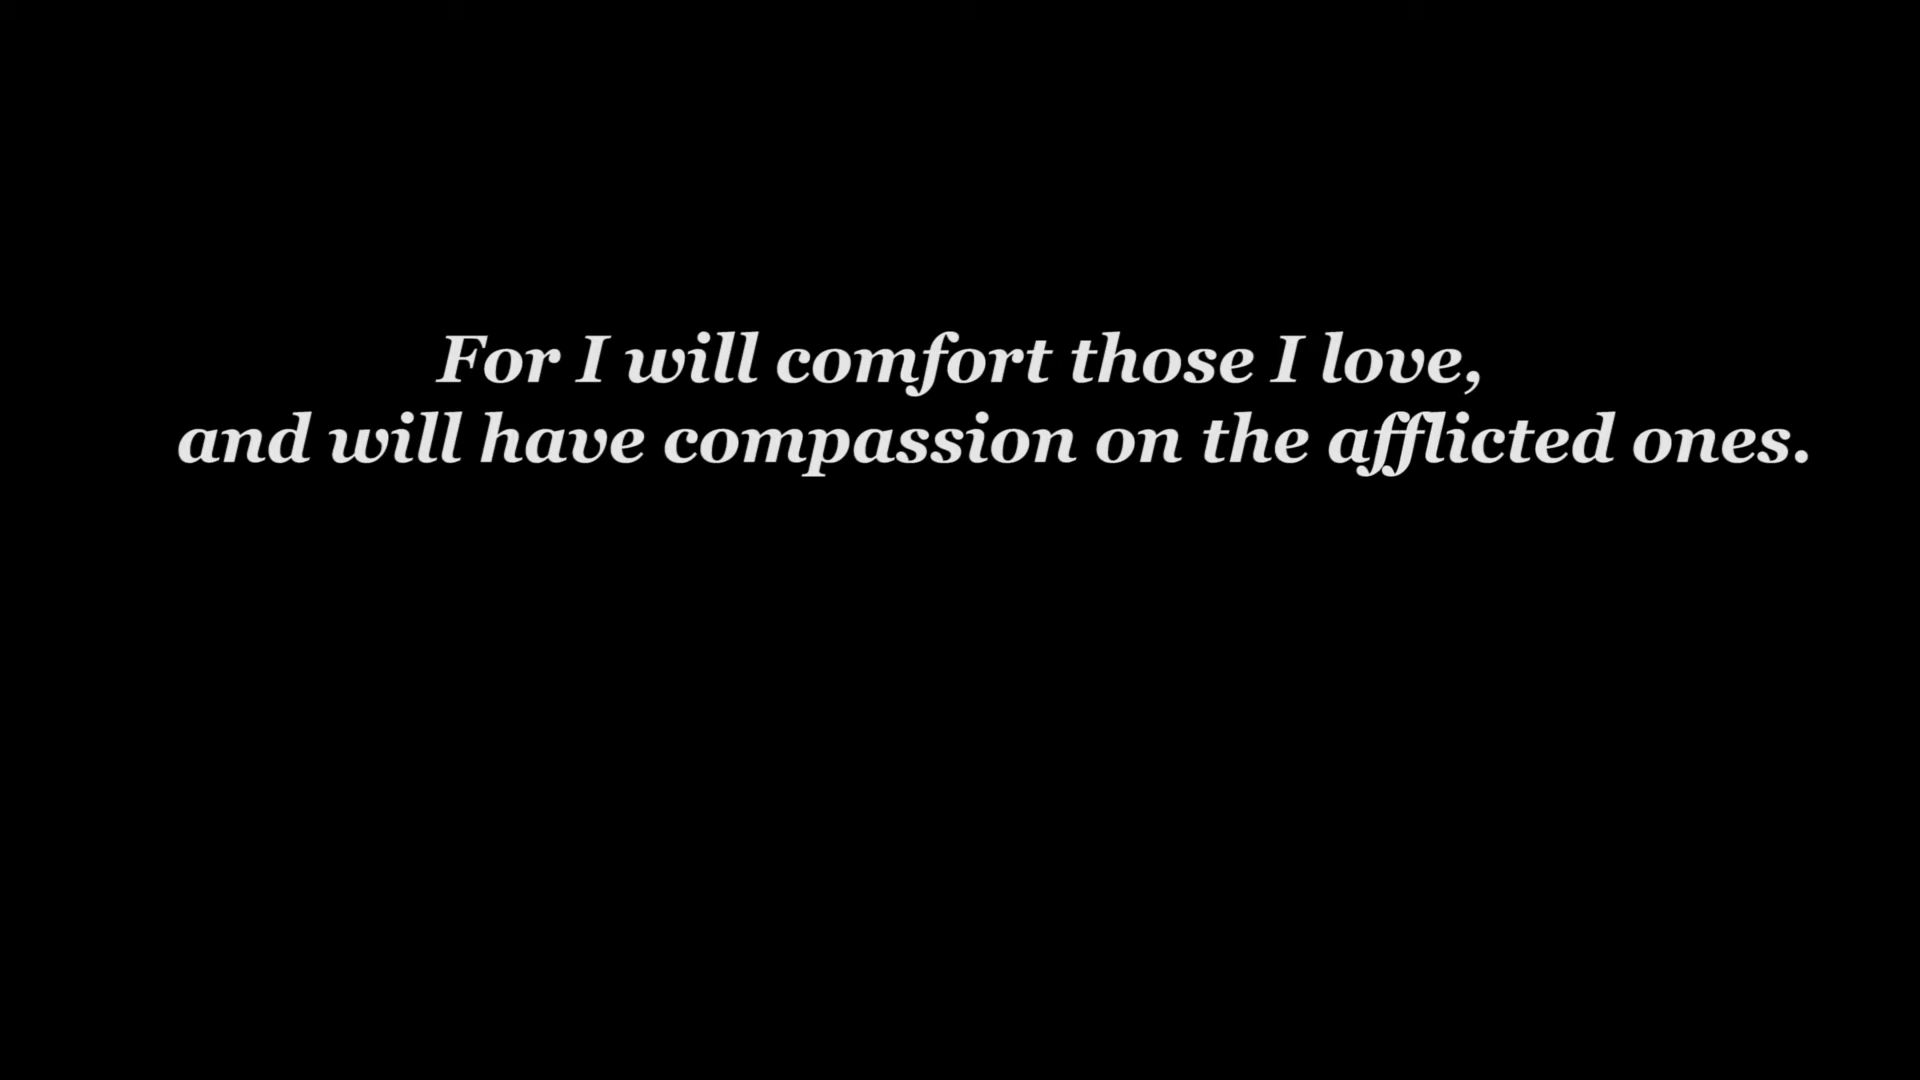 For I will comfort those I love,
and will have compassion on the afflicted ones.